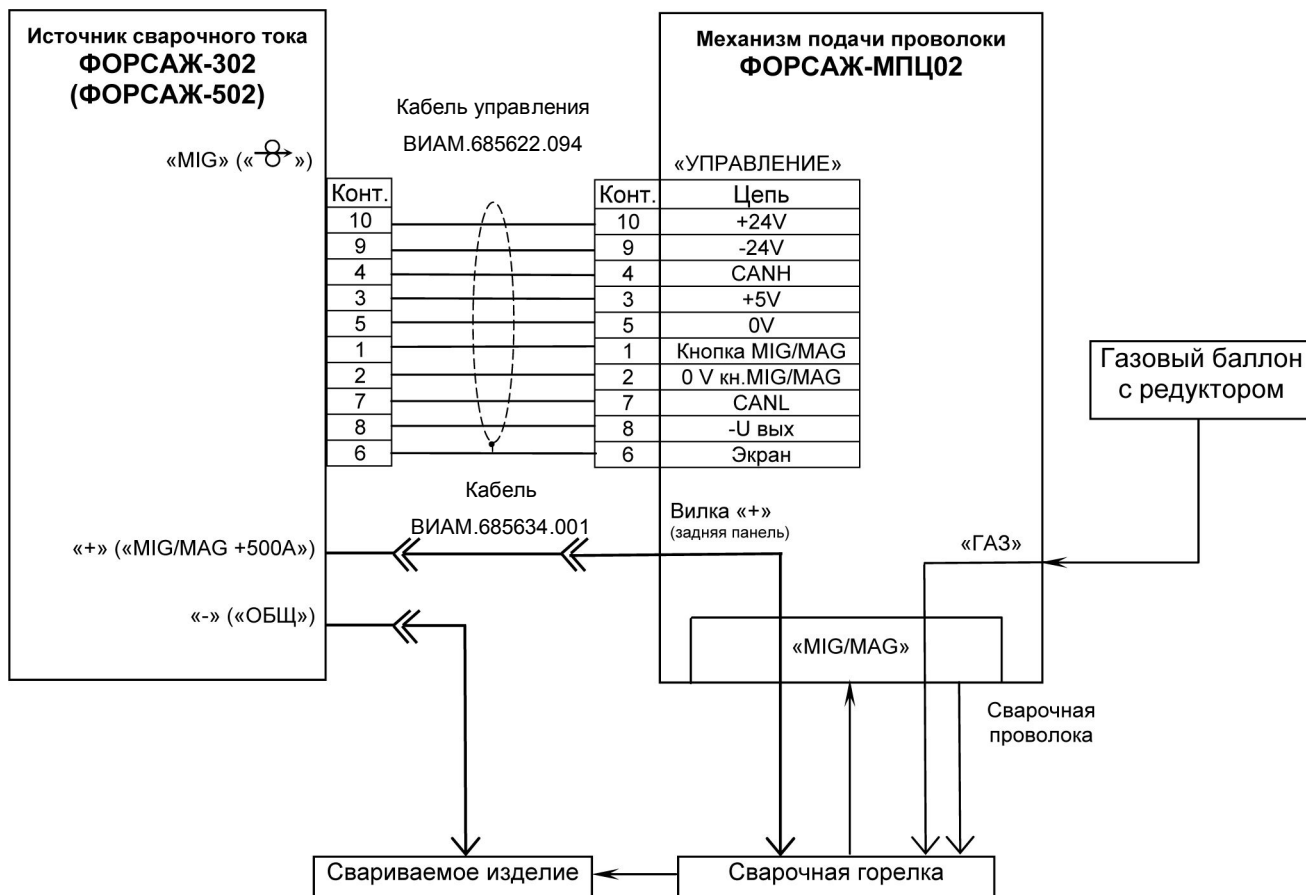 Источник сварочного тока
ФОРСАЖ-302
(ФОРСАЖ-502)
«MIG» («
»)
Кабель управления
ВИАМ.685622.094
Механизм подачи проволоки
ФОРСАЖ-МПЦ02
«УПРАВЛЕНИЕ»
Конт.
10
9
4
3
5
1
2
7
8
6
Конт. Цепь
10 +24V
9 -24V
4 CANH
3 +5V
5 0V
1 Кнопка MIG/MAG
2 0 V кн.MIG/MAG
7 CANL
8 -U вых
6 Экран
Газовый баллон
с редуктором
Кабель
ВИАМ.685634.001
Вилка «+»
(задняя панель)
«+» («MIG/MAG +500А»)
«ГАЗ»
«-» («ОБЩ»)
«MIG/MAG»
Сварочная
проволока
Свариваемое изделие
Сварочная горелка